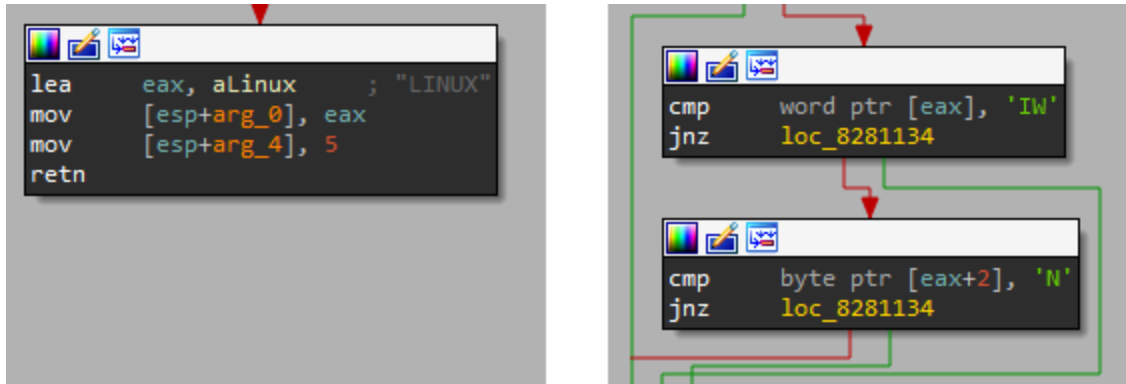 lea eax, aLinux ; "LINUX"
mov [esp+arg_0], eax
mov [esp+arg_4], 5
retn
cmp word ptr [eax], 'IW'
jnz loc_8281134
cmp byte ptr [eax+2], 'N'
jnz loc_8281134